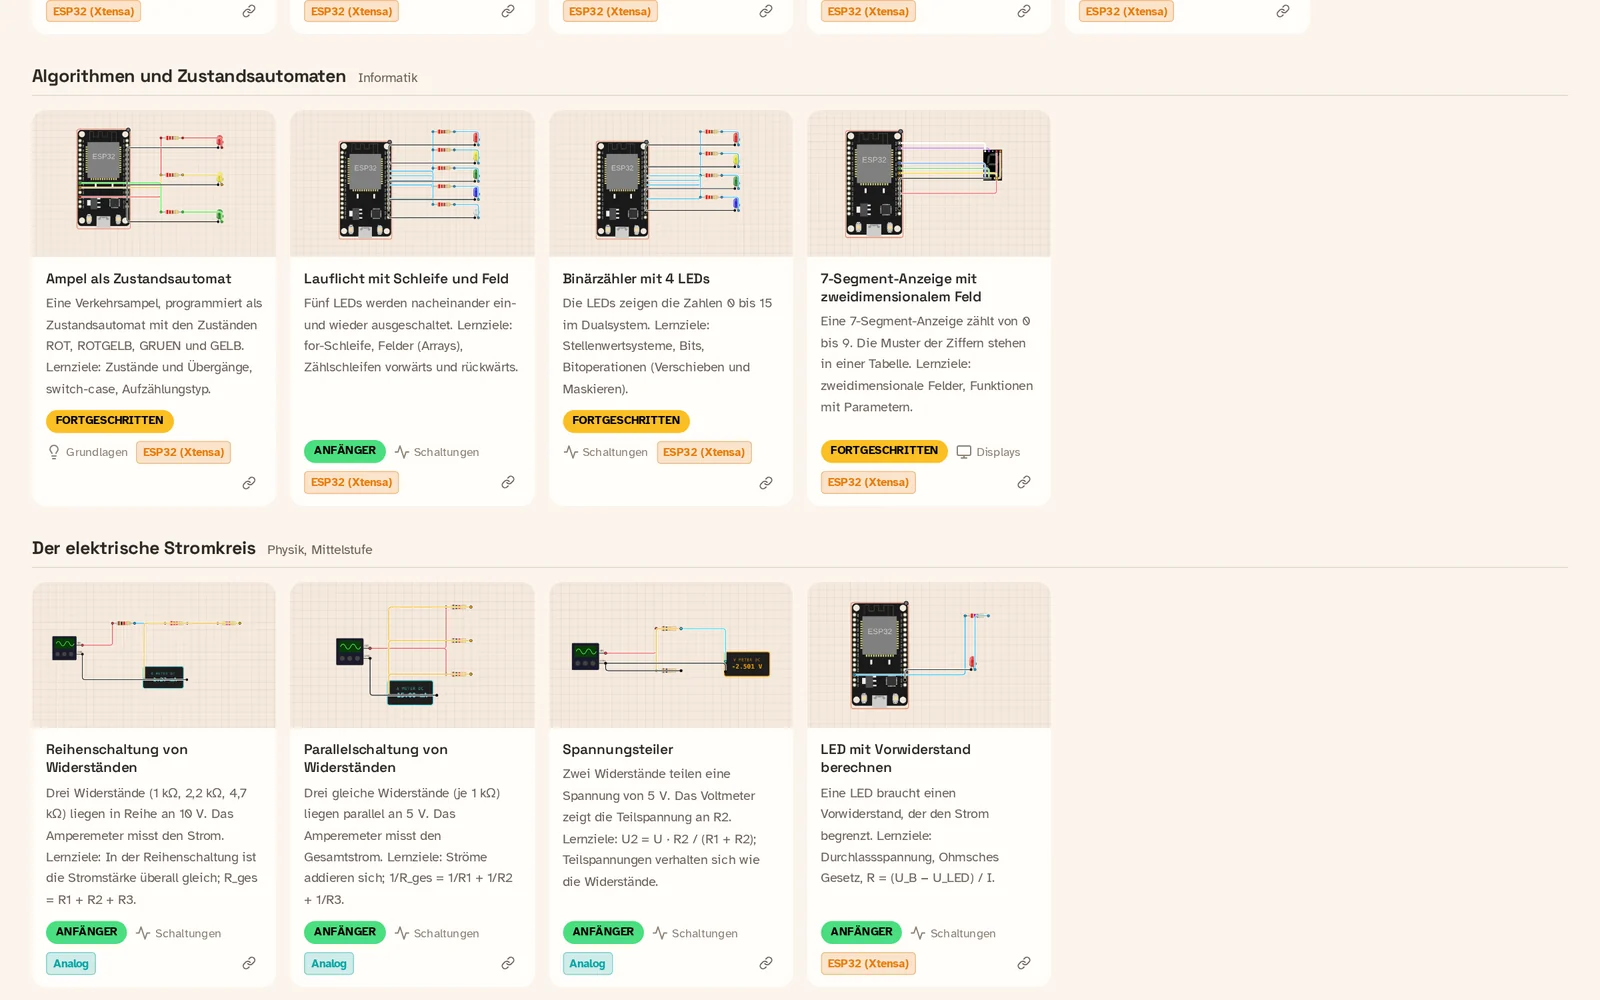 ESP32 (Xtensa)
ESP32 (Xtensa)
ESP32 (Xtensa)
ESP32 (Xtensa)
ESP32 (Xtensa)
Algorithmen und Zustandsautomaten Informatik
ESP32
Ampel als Zustandsautomat
Eine Verkehrsampel, programmiert als
Zustandsautomat mit den Zuständen
ROT, ROTGELB, GRUEN und GELB.
Lernziele: Zustände und Übergänge,
switch-case, Aufzählungstyp.
FORTGESCHRITTEN
Grundlagen ESP32 (Xtensa)
ESP32
Lauflicht mit Schleife und Feld
Fünf LEDs werden nacheinander ein-
und wieder ausgeschaltet. Lernziele:
for-Schleife, Felder (Arrays),
Zählschleifen vorwärts und rückwärts.
ANFÄNGER Schaltungen
ESP32 (Xtensa)
ESP32
Binärzähler mit 4 LEDs
Die LEDs zeigen die Zahlen 0 bis 15
im Dualsystem. Lernziele:
Stellenwertsysteme, Bits,
Bitoperationen (Verschieben und
Maskieren).
FORTGESCHRITTEN
Schaltungen ESP32 (Xtensa)
ESP32
7-Segment-Anzeige mit
zweidimensionalem Feld
Eine 7-Segment-Anzeige zählt von 0
bis 9. Die Muster der Ziffern stehen
in einer Tabelle. Lernziele:
zweidimensionale Felder, Funktionen
mit Parametern.
FORTGESCHRITTEN Displays
ESP32 (Xtensa)
Der elektrische Stromkreis Physik, Mittelstufe
Reihenschaltung von
Widerständen
Drei Widerstände (1 kΩ, 2,2 kΩ, 4,7
kΩ) liegen in Reihe an 10 V. Das
Amperemeter misst den Strom.
Lernziele: In der Reihenschaltung ist
die Stromstärke überall gleich; R_ges
= R1 + R2 + R3.
ANFÄNGER Schaltungen
Analog
Parallelschaltung von
Widerständen
Drei gleiche Widerstände (je 1 kΩ)
liegen parallel an 5 V. Das
Amperemeter misst den
Gesamtstrom. Lernziele: Ströme
addieren sich; 1/R_ges = 1/R1 + 1/R2
+ 1/R3.
ANFÄNGER Schaltungen
Analog
-2.501 V
Spannungsteiler
Zwei Widerstände teilen eine
Spannung von 5 V. Das Voltmeter
zeigt die Teilspannung an R2.
Lernziele: U2 = U · R2 / (R1 + R2);
Teilspannungen verhalten sich wie
die Widerstände.
ANFÄNGER Schaltungen
Analog
ESP32
LED mit Vorwiderstand
berechnen
Eine LED braucht einen
Vorwiderstand, der den Strom
begrenzt. Lernziele:
Durchlassspannung, Ohmsches
Gesetz, R = (U_B − U_LED) / I.
ANFÄNGER Schaltungen
ESP32 (Xtensa)